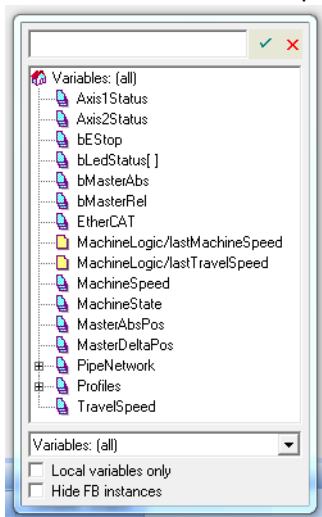 Variables: (all)
Axis1Status
Axis2Status
bEStop
bLedStatus[ ]
bMasterAbs
bMasterRel
EtherCAT
MachineLogic/lastMachineSpeed
MachineLogic/lastTravelSpeed
MachineSpeed
MachineState
MasterAbsPos
MasterDeltaPos
PipeNetwork
Profiles
TravelSpeed
Variables: (all)
Local variables only
Hide FB instances